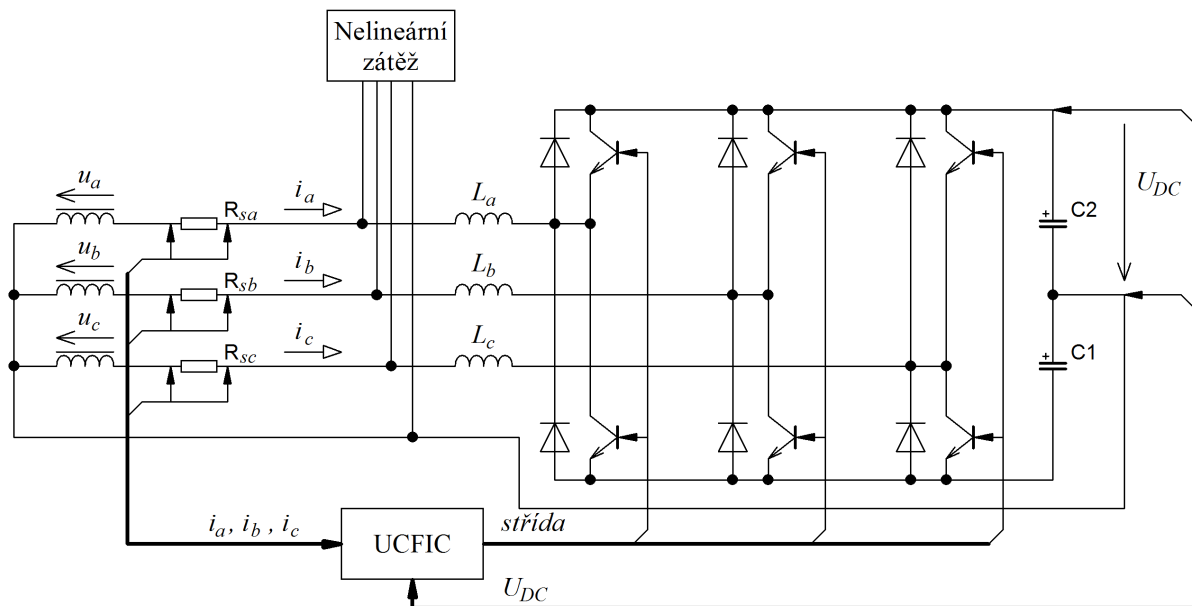 Nelineární
zátěž
u_a
R_sa
i_a
L_a
U_DC
C2
u_b
R_sb
i_b
L_b
u_c
R_sc
i_c
L_c
C1
i_a, i_b, i_c
UCFIC
střída
U_DC